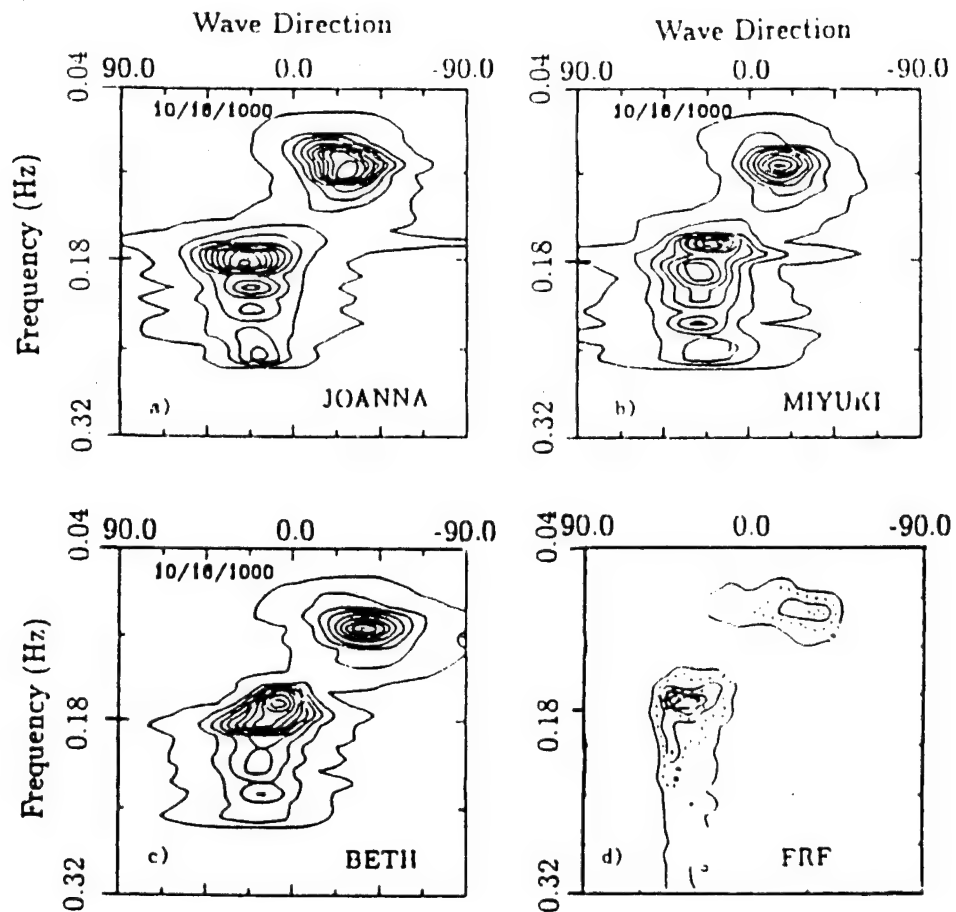 Wave Direction
Wave Direction
90.0 0.0 -90.0
90.0 0.0 -90.0
0.04
0.04
10/16/1000
10/16/1000
Frequency (Hz)
0.18
0.18
a) JOANNA
b) MIYUKI
0.32
0.32
90.0 0.0 -90.0
90.0 0.0 -90.0
0.04
0.04
10/16/1000
Frequency (Hz)
0.18
0.18
c) BETH
d) FRF
0.32
0.32